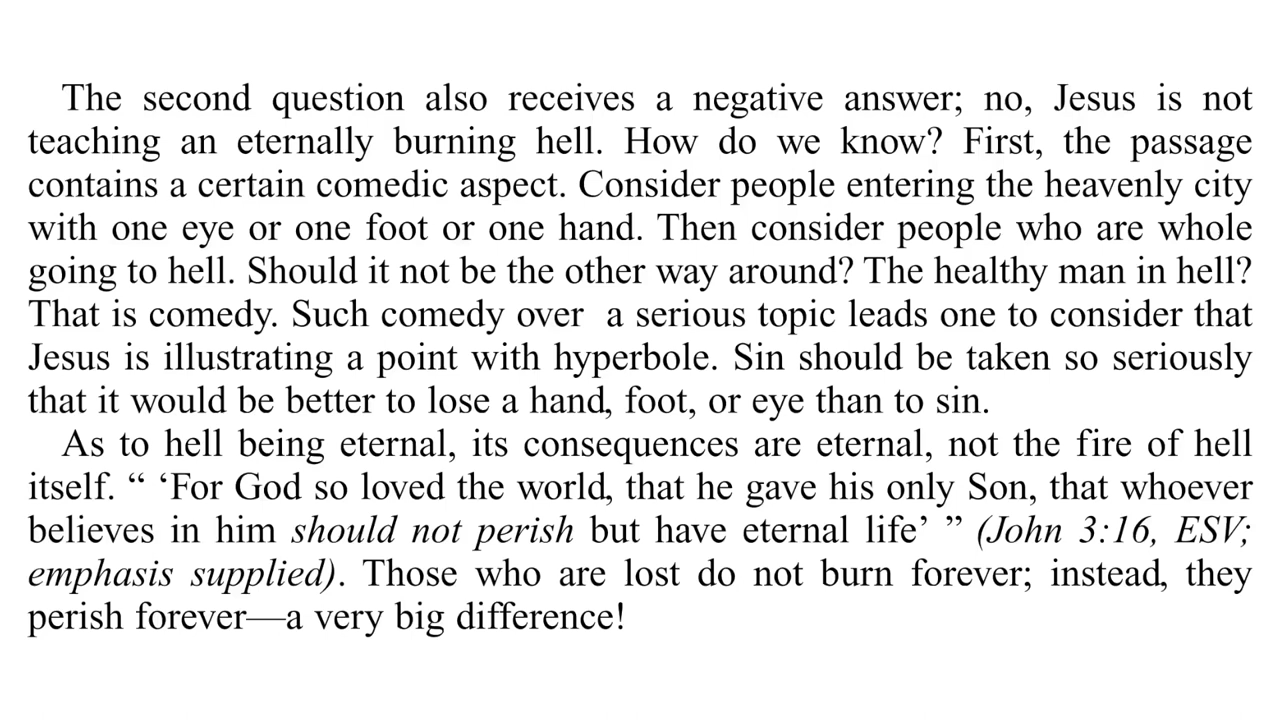 The second question also receives a negative answer; no, Jesus is not
teaching an eternally burning hell. How do we know? First, the passage
contains a certain comedic aspect. Consider people entering the heavenly city
with one eye or one foot or one hand. Then consider people who are whole
going to hell. Should it not be the other way around? The healthy man in hell?
That is comedy. Such comedy over  a serious topic leads one to consider that
Jesus is illustrating a point with hyperbole. Sin should be taken so seriously
that it would be better to lose a hand, foot, or eye than to sin.
As to hell being eternal, its consequences are eternal, not the fire of hell
itself. “ ‘For God so loved the world, that he gave his only Son, that whoever
believes in him should not perish but have eternal life’ ” (John 3:16, ESV;
emphasis supplied). Those who are lost do not burn forever; instead, they
perish forever—a very big difference!